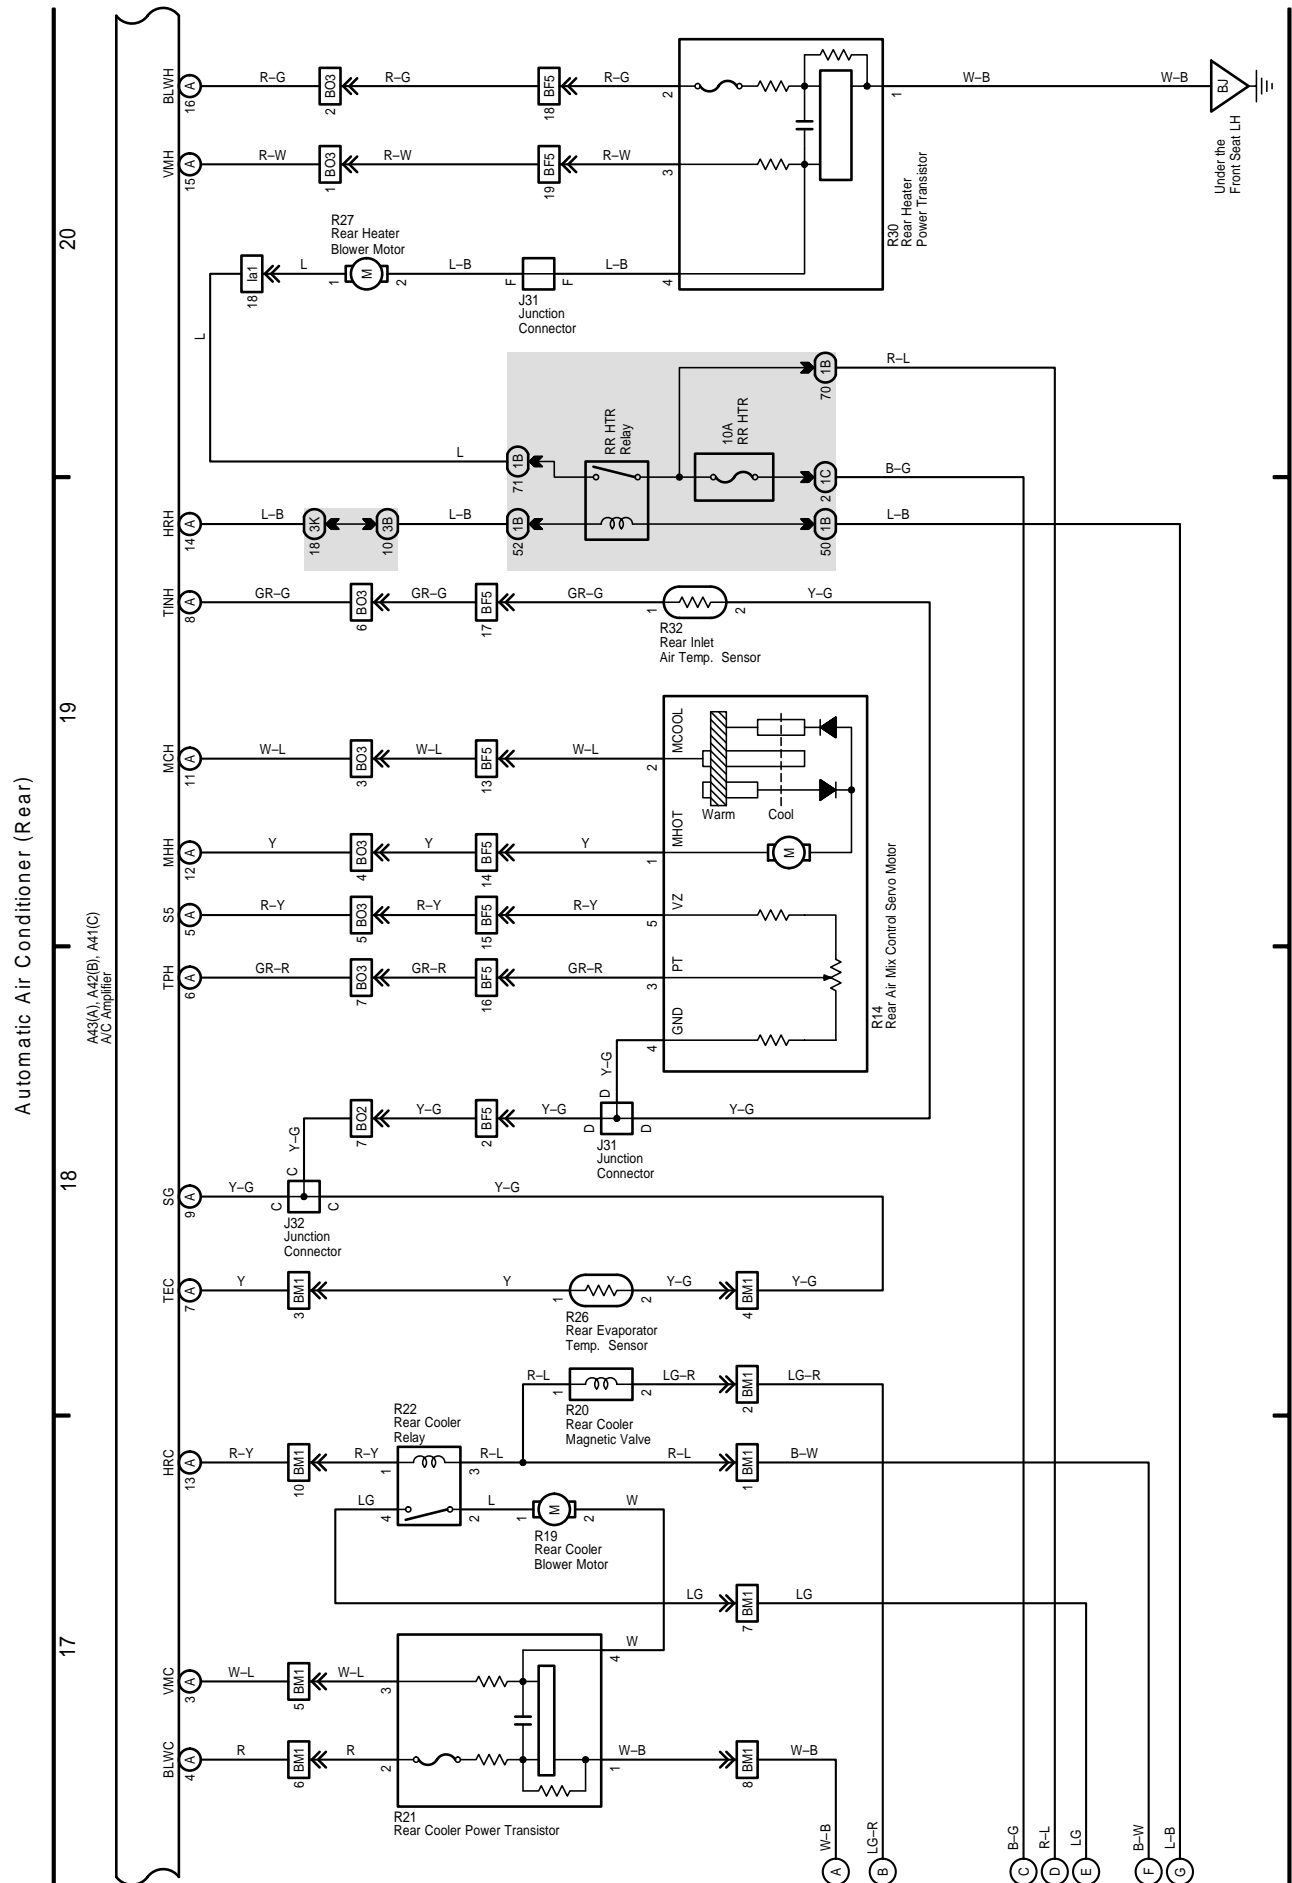 Automatic Air Conditioner (Rear)
20
19
18
17
A43(A), A42(B), A41(C)
A/C Amplifier
BLWH
16 A
R–G
BO3
2
R–G
BF5
18
R–G
2
1
W–B
W–B
BJ
Under the
Front Seat LH
VMH
15 A
R–W
BO3
1
R–W
BF5
19
R–W
3
R30
Rear Heater
Power Transistor
R27
Rear Heater
Blower Motor
Ia1
18
L
1
M
2
L–B
F
F
L–B
4
J31
Junction
Connector
L
1B
70
R–L
RR HTR
Relay
10A
RR HTR
L
1B
71
1C
2
B–G
HRH
14 A
L–B
3K
18
3B
10
L–B
1B
52
1B
50
L–B
TINH
8 A
GR–G
BO3
6
GR–G
BF5
17
GR–G
1
2
Y–G
R32
Rear Inlet
Air Temp. Sensor
MCH
11 A
W–L
BO3
3
W–L
BF5
13
W–L
2
MCOOL
Warm
Cool
MHH
12 A
Y
BO3
4
Y
BF5
14
Y
1
MHOT
M
S5
5 A
R–Y
BO3
5
R–Y
BF5
15
R–Y
5
VZ
TPH
6 A
GR–R
BO3
7
GR–R
BF5
16
GR–R
3
PT
4
GND
R14
Rear Air Mix Control Servo Motor
Y–G
D
BO2
7
Y–G
BF5
2
Y–G
D
D
Y–G
J31
Junction
Connector
Y–G
C
SG
9 A
Y–G
C
C
Y–G
J32
Junction
Connector
TEC
7 A
Y
BM1
3
Y
1
2
Y–G
BM1
4
Y–G
R26
Rear Evaporator
Temp. Sensor
R–L
1
2
LG–R
BM1
2
LG–R
R20
Rear Cooler
Magnetic Valve
R22
Rear Cooler
Relay
HRC
13 A
R–Y
BM1
10
R–Y
1
3
R–L
R–L
BM1
1
B–W
LG
4
2
L
1
M
2
W
R19
Rear Cooler
Blower Motor
LG
BM1
7
LG
W
4
VMC
3 A
W–L
BM1
5
W–L
3
BLWC
4 A
R
BM1
6
R
2
1
W–B
BM1
8
W–B
R21
Rear Cooler Power Transistor
W–B
A
LG–R
B
B–G
C
R–L
D
LG
E
B–W
F
L–B
G